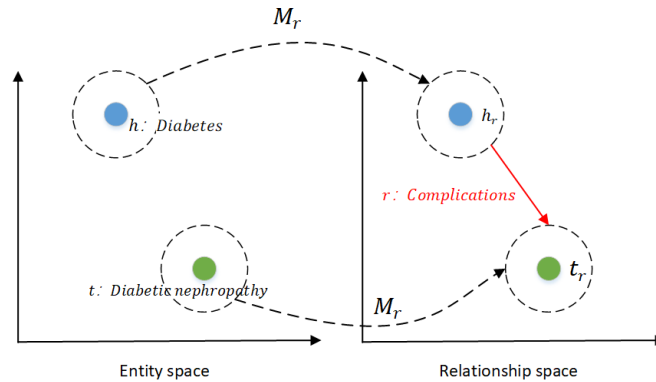 M_r
h: Diabetes
h_r
r: Complications
t: Diabetic nephropathy
t_r
M_r
Entity space
Relationship space